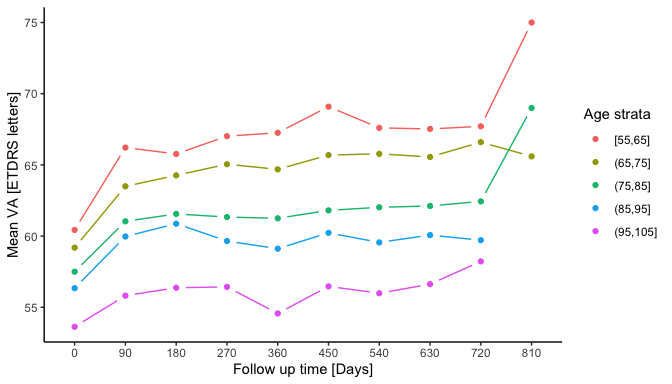 75
70
65
60
55
Mean VA [ETDRS letters]
0 90 180 270 360 450 540 630 720 810
Follow up time [Days]
Age strata
[55,65]
(65,75]
(75,85]
(85,95]
(95,105]